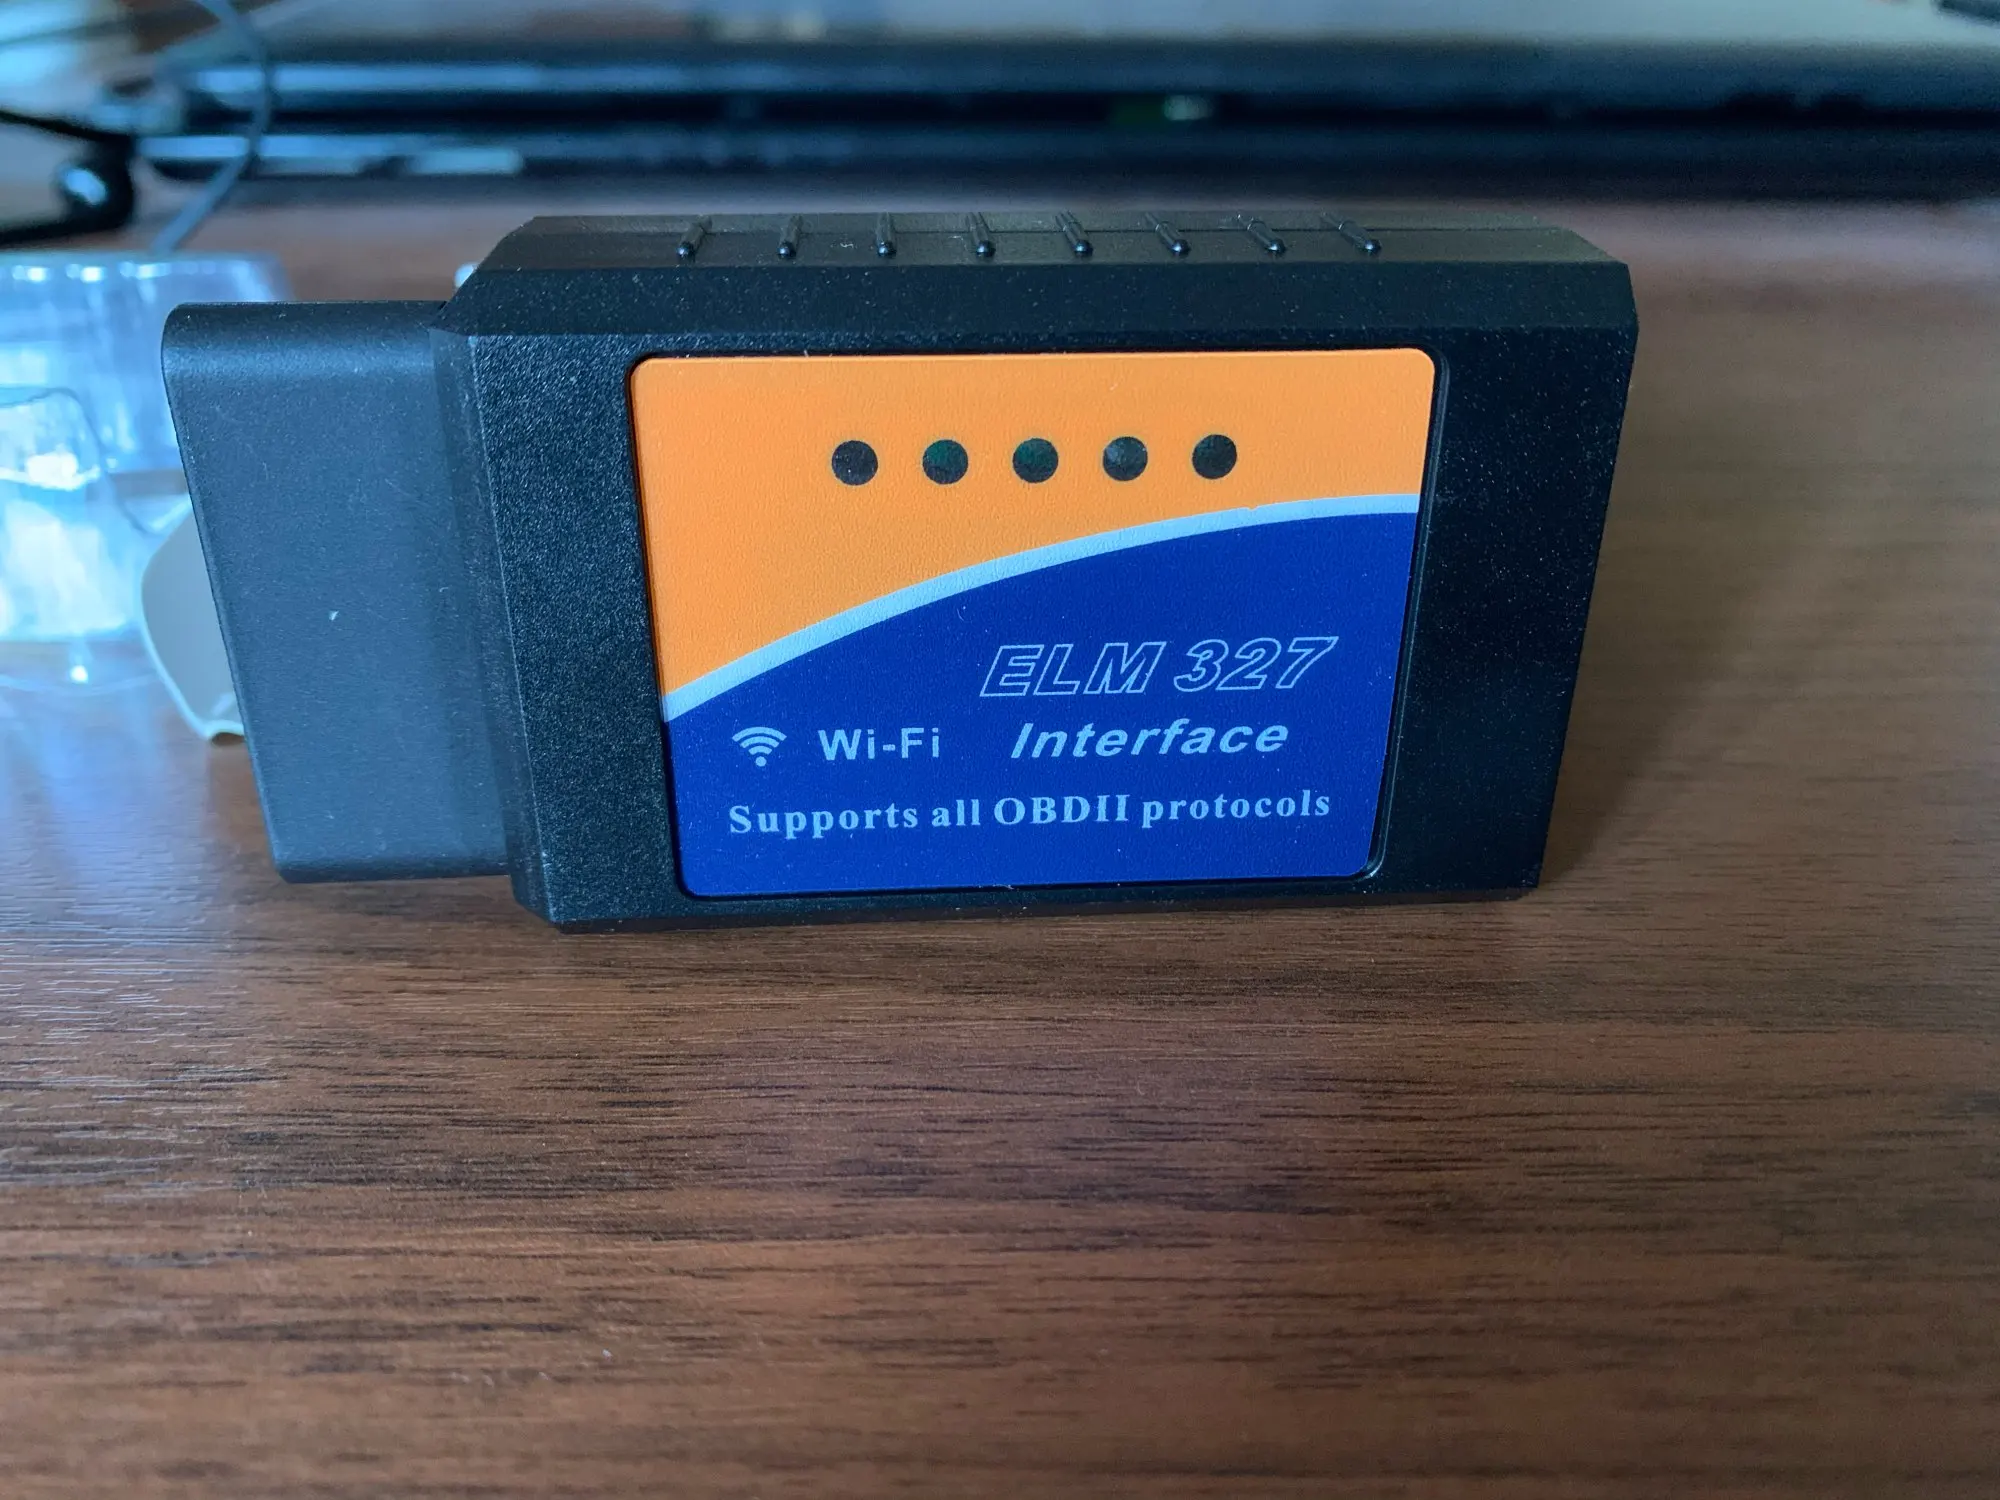 ELM 327
Wi-Fi Interface
Supports all OBDII protocols